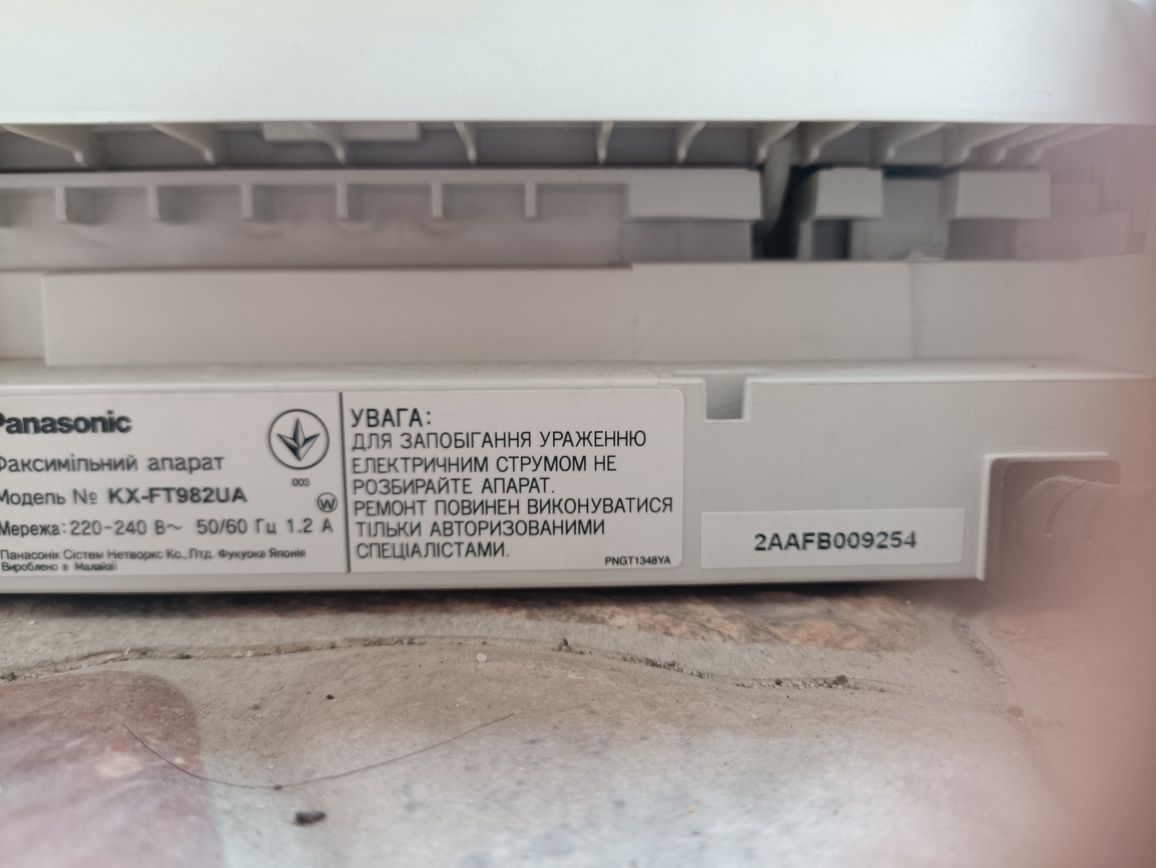 Panasonic
Факсимільний апарат
Модель № KX-FT982UA
Мережа: 220-240 В~ 50/60 Гц 1.2 А
Панасонік Сістем Нетворкс Ко., Лтд. Фукуока Японія
Вироблено в Малайзії
003
W
УВАГА:
ДЛЯ ЗАПОБІГАННЯ УРАЖЕННЮ
ЕЛЕКТРИЧНИМ СТРУМОМ НЕ
РОЗБИРАЙТЕ АПАРАТ.
РЕМОНТ ПОВИНЕН ВИКОНУВАТИСЯ
ТІЛЬКИ АВТОРИЗОВАНИМИ
СПЕЦІАЛІСТАМИ.
PNGT1348YA
2AAFB009254